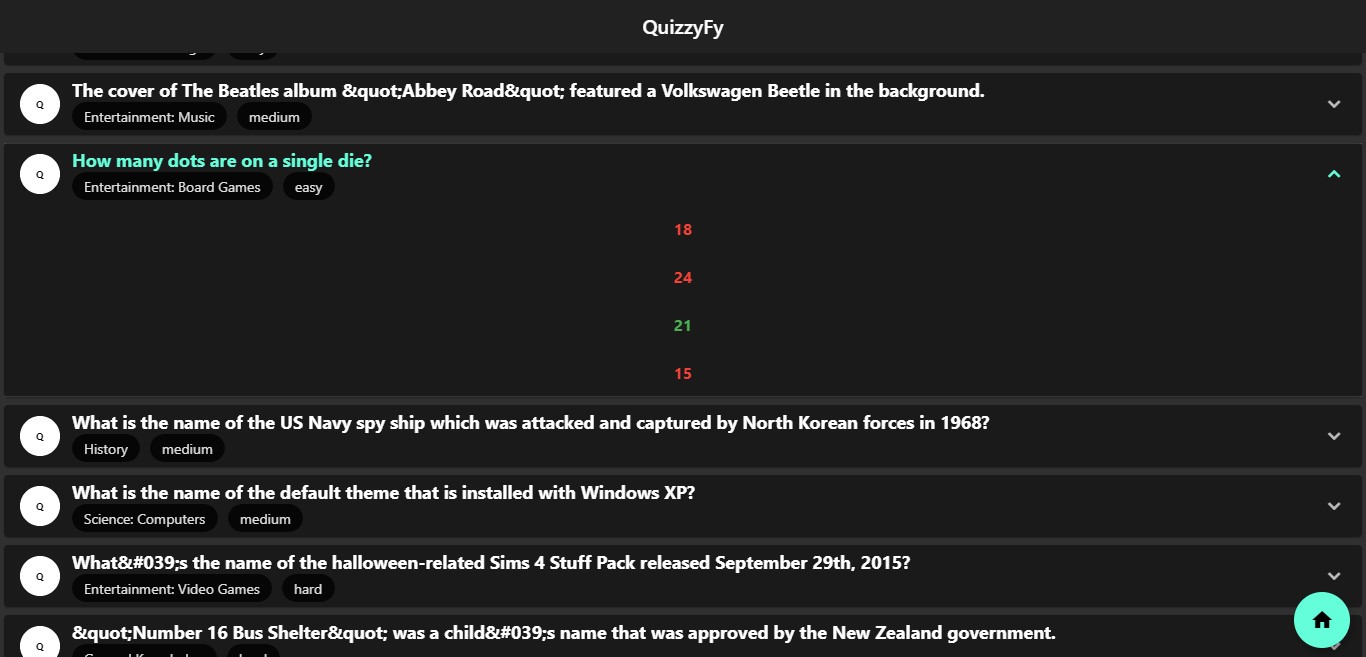 QuizzyFy
Q
The cover of The Beatles album &quot;Abbey Road&quot; featured a Volkswagen Beetle in the background.
Entertainment: Music medium
Q
How many dots are on a single die?
Entertainment: Board Games easy
18
24
21
15
Q
What is the name of the US Navy spy ship which was attacked and captured by North Korean forces in 1968?
History medium
Q
What is the name of the default theme that is installed with Windows XP?
Science: Computers medium
Q
What&#039;s the name of the halloween-related Sims 4 Stuff Pack released September 29th, 2015?
Entertainment: Video Games hard
Q
&quot;Number 16 Bus Shelter&quot; was a child&#039;s name that was approved by the New Zealand government.